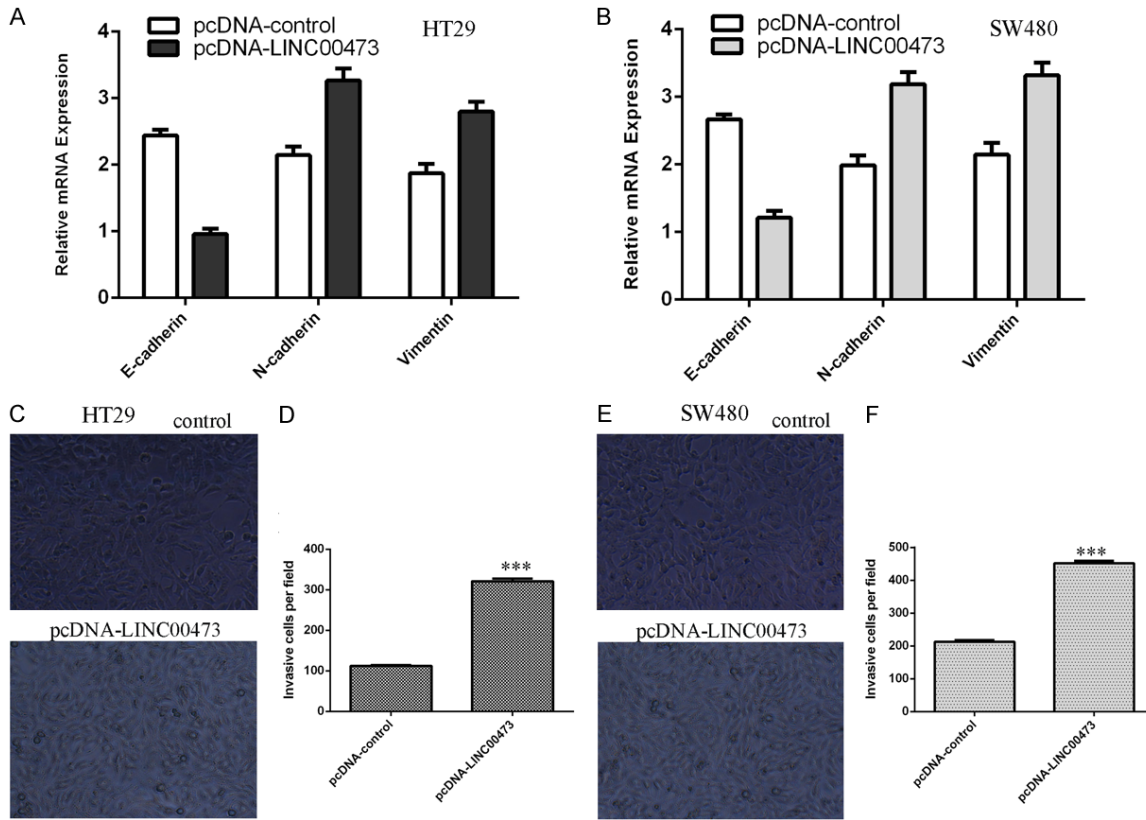 A
pcDNA-control
pcDNA-LINC00473
HT29
Relative mRNA Expression
4
3
2
1
0
E-cadherin
N-cadherin
Vimentin
B
pcDNA-control
pcDNA-LINC00473
SW480
Relative mRNA Expression
4
3
2
1
0
E-cadherin
N-cadherin
Vimentin
C
HT29
control
pcDNA-LINC00473
D
Invasive cells per field
400
300
200
100
0
***
pcDNA-control
pcDNA-LINC00473
E
SW480
control
pcDNA-LINC00473
F
Invasive cells per field
500
400
300
200
100
0
***
pcDNA-control
pcDNA-LINC00473